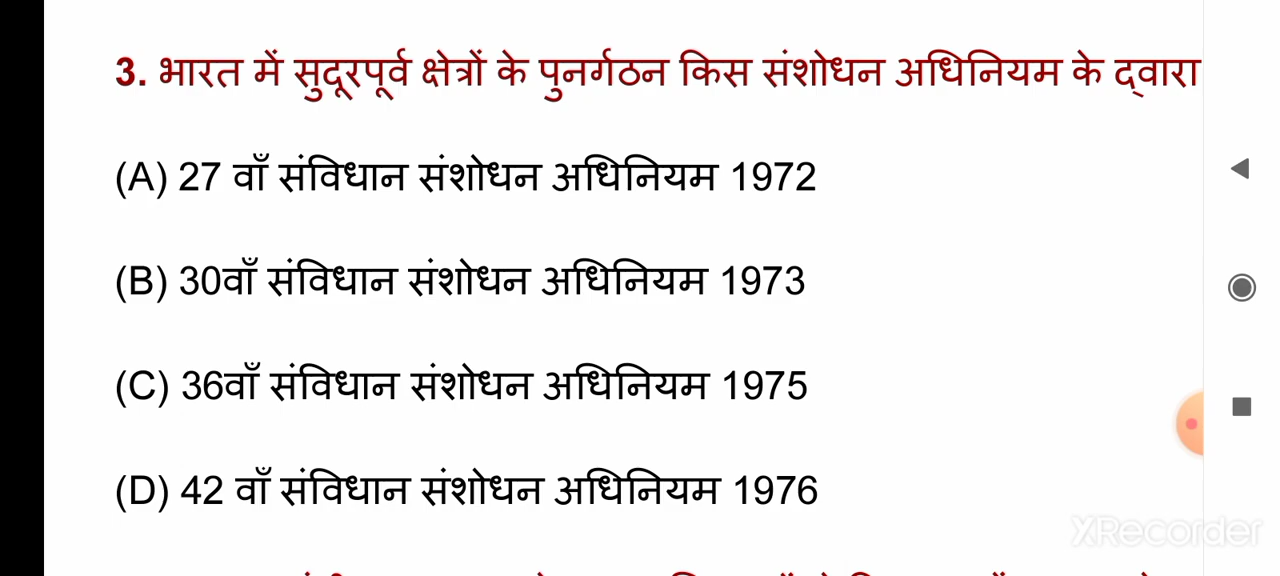 3. भारत में सुदूरपूर्व क्षेत्रों के पुनर्गठन किस संशोधन अधिनियम के द्वारा
(A) 27 वाँ संविधान संशोधन अधिनियम 1972
(B) 30वाँ संविधान संशोधन अधिनियम 1973
(C) 36वाँ संविधान संशोधन अधिनियम 1975
(D) 42 वाँ संविधान संशोधन अधिनियम 1976
XRecorder